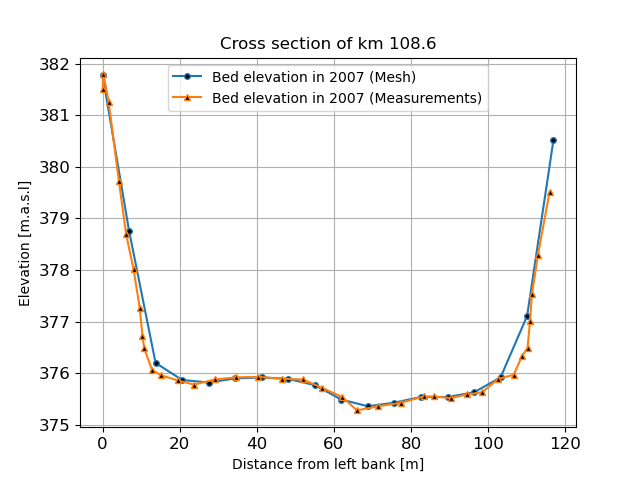 Cross section of km 108.6
Bed elevation in 2007 (Mesh)
Bed elevation in 2007 (Measurements)
Elevation [m.a.s.l]
382
381
380
379
378
377
376
375
0 20 40 60 80 100 120
Distance from left bank [m]